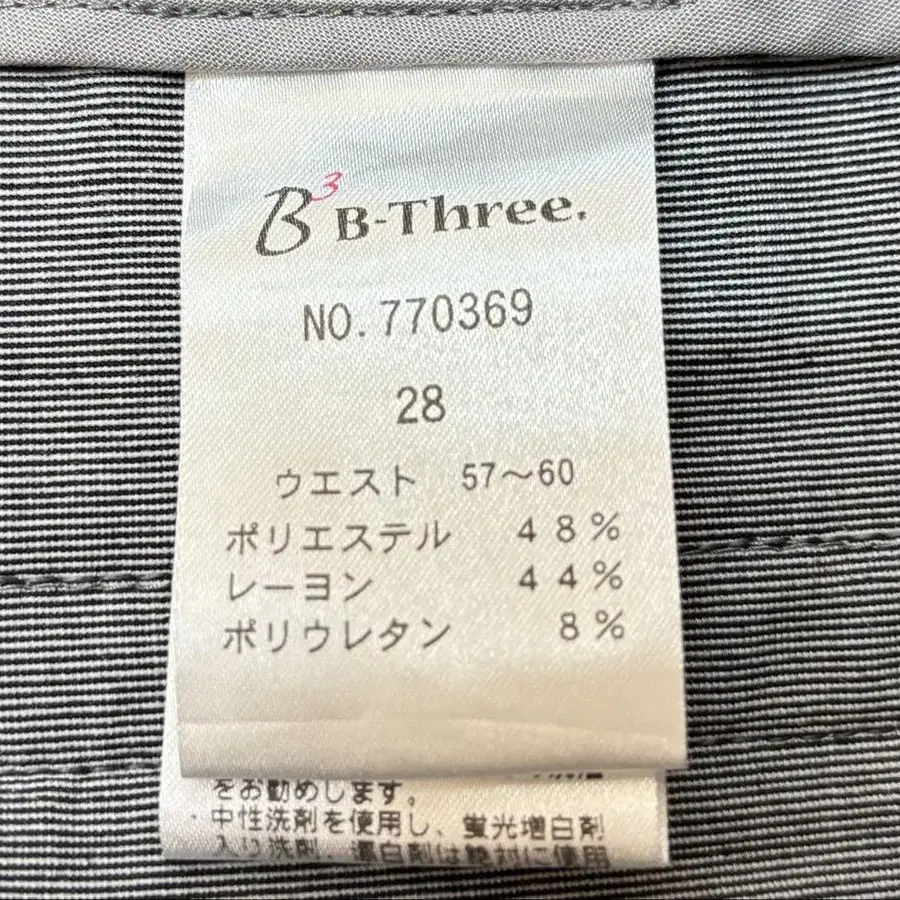 B3 B-Three.
NO.770369
28
ウエスト 57～60
ポリエステル 48%
レーヨン 44%
ポリウレタン 8%
をお勧めします。
・中性洗剤を使用し、蛍光増白剤
入り洗剤、漂白剤は絶対に使用